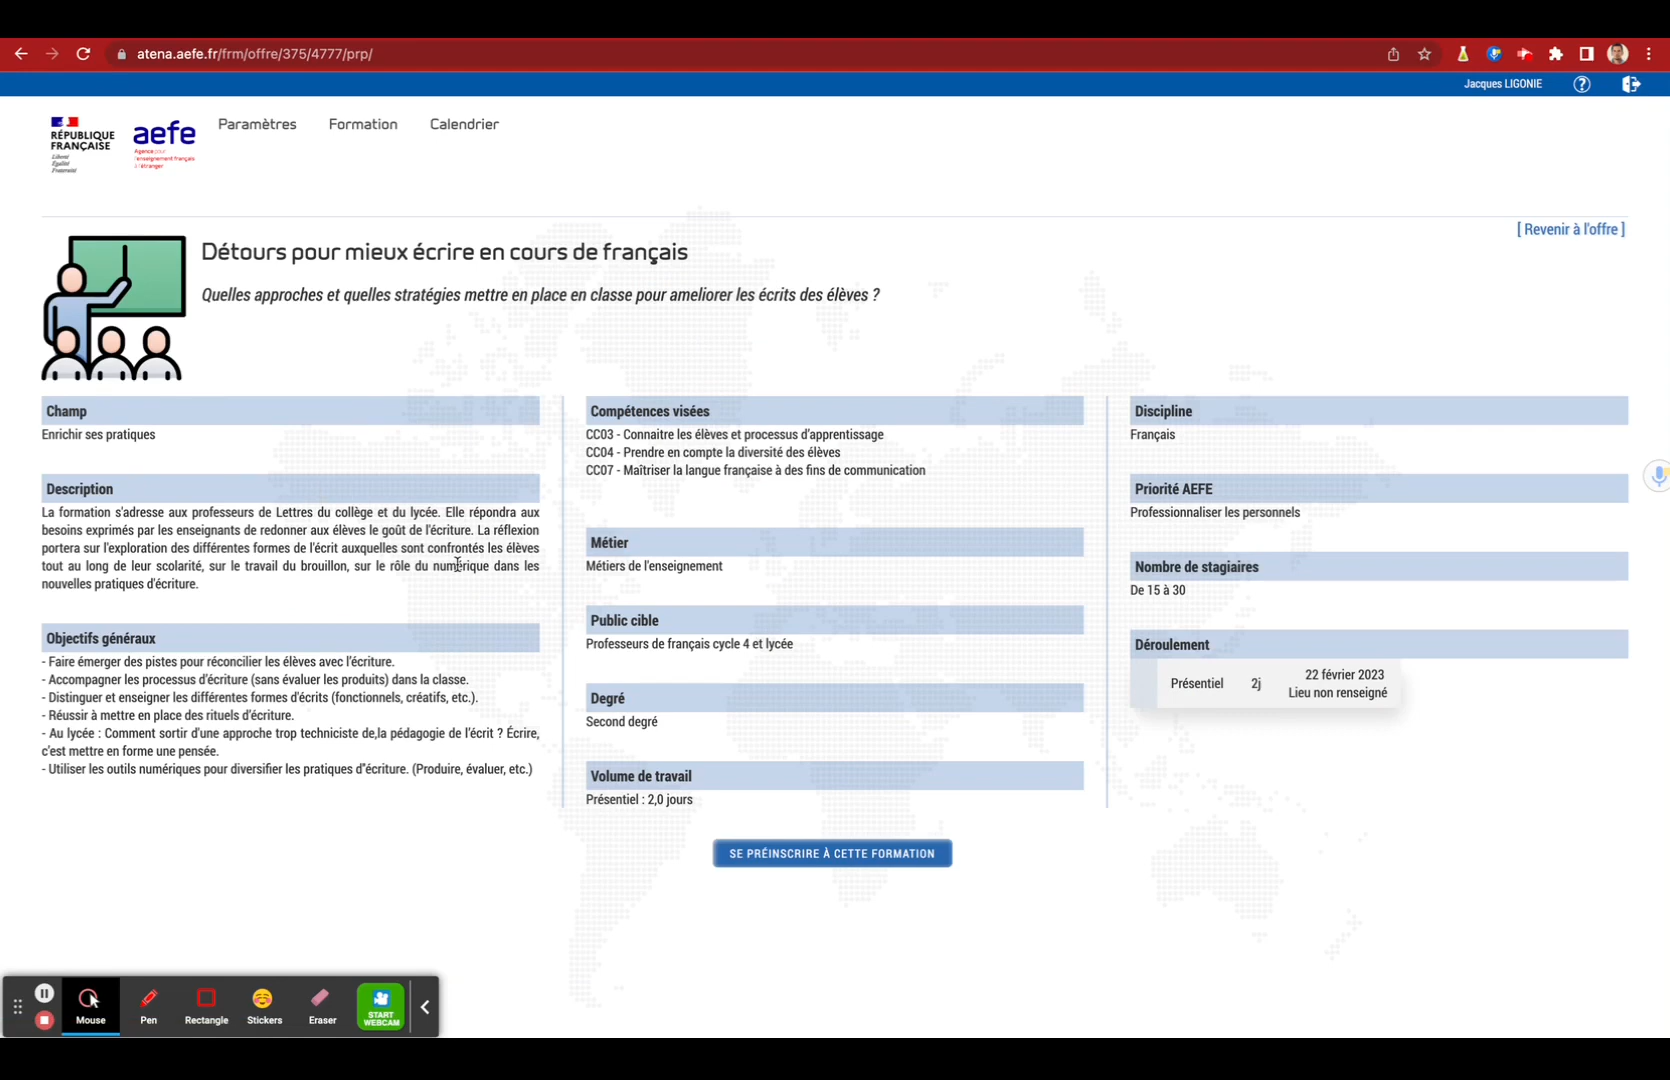 atena.aefe.fr/frm/offre/375/4777/prp/
Jacques LIGONIE
RÉPUBLIQUE
FRANÇAISE
Liberté
Égalité
Fraternité
aefe
Agence pour
l'enseignement français
à l'étranger
Paramètres
Formation
Calendrier
[ Revenir à l'offre ]
Détours pour mieux écrire en cours de français
Quelles approches et quelles stratégies mettre en place en classe pour ameliorer les écrits des élèves ?
Champ
Enrichir ses pratiques
Description
La formation s'adresse aux professeurs de Lettres du collège et du lycée. Elle répondra aux
besoins exprimés par les enseignants de redonner aux élèves le goût de l'écriture. La réflexion
portera sur l'exploration des différentes formes de l'écrit auxquelles sont confrontés les élèves
tout au long de leur scolarité, sur le travail du brouillon, sur le rôle du numérique dans les
nouvelles pratiques d'écriture.
Objectifs généraux
- Faire émerger des pistes pour réconcilier les élèves avec l'écriture.
- Accompagner les processus d'écriture (sans évaluer les produits) dans la classe.
- Distinguer et enseigner les différentes formes d'écrits (fonctionnels, créatifs, etc.).
- Réussir à mettre en place des rituels d'écriture.
- Au lycée : Comment sortir d'une approche trop techniciste de,la pédagogie de l'écrit ? Écrire,
c'est mettre en forme une pensée.
- Utiliser les outils numériques pour diversifier les pratiques d"écriture. (Produire, évaluer, etc.)
Compétences visées
CC03 - Connaitre les élèves et processus d'apprentissage
CC04 - Prendre en compte la diversité des élèves
CC07 - Maîtriser la langue française à des fins de communication
Métier
Métiers de l'enseignement
Public cible
Professeurs de français cycle 4 et lycée
Degré
Second degré
Volume de travail
Présentiel : 2,0 jours
Discipline
Français
Priorité AEFE
Professionnaliser les personnels
Nombre de stagiaires
De 15 à 30
Déroulement
Présentiel 2j 22 février 2023
Lieu non renseigné
SE PRÉINSCRIRE À CETTE FORMATION
Mouse
Pen
Rectangle
Stickers
Eraser
START
WEBCAM